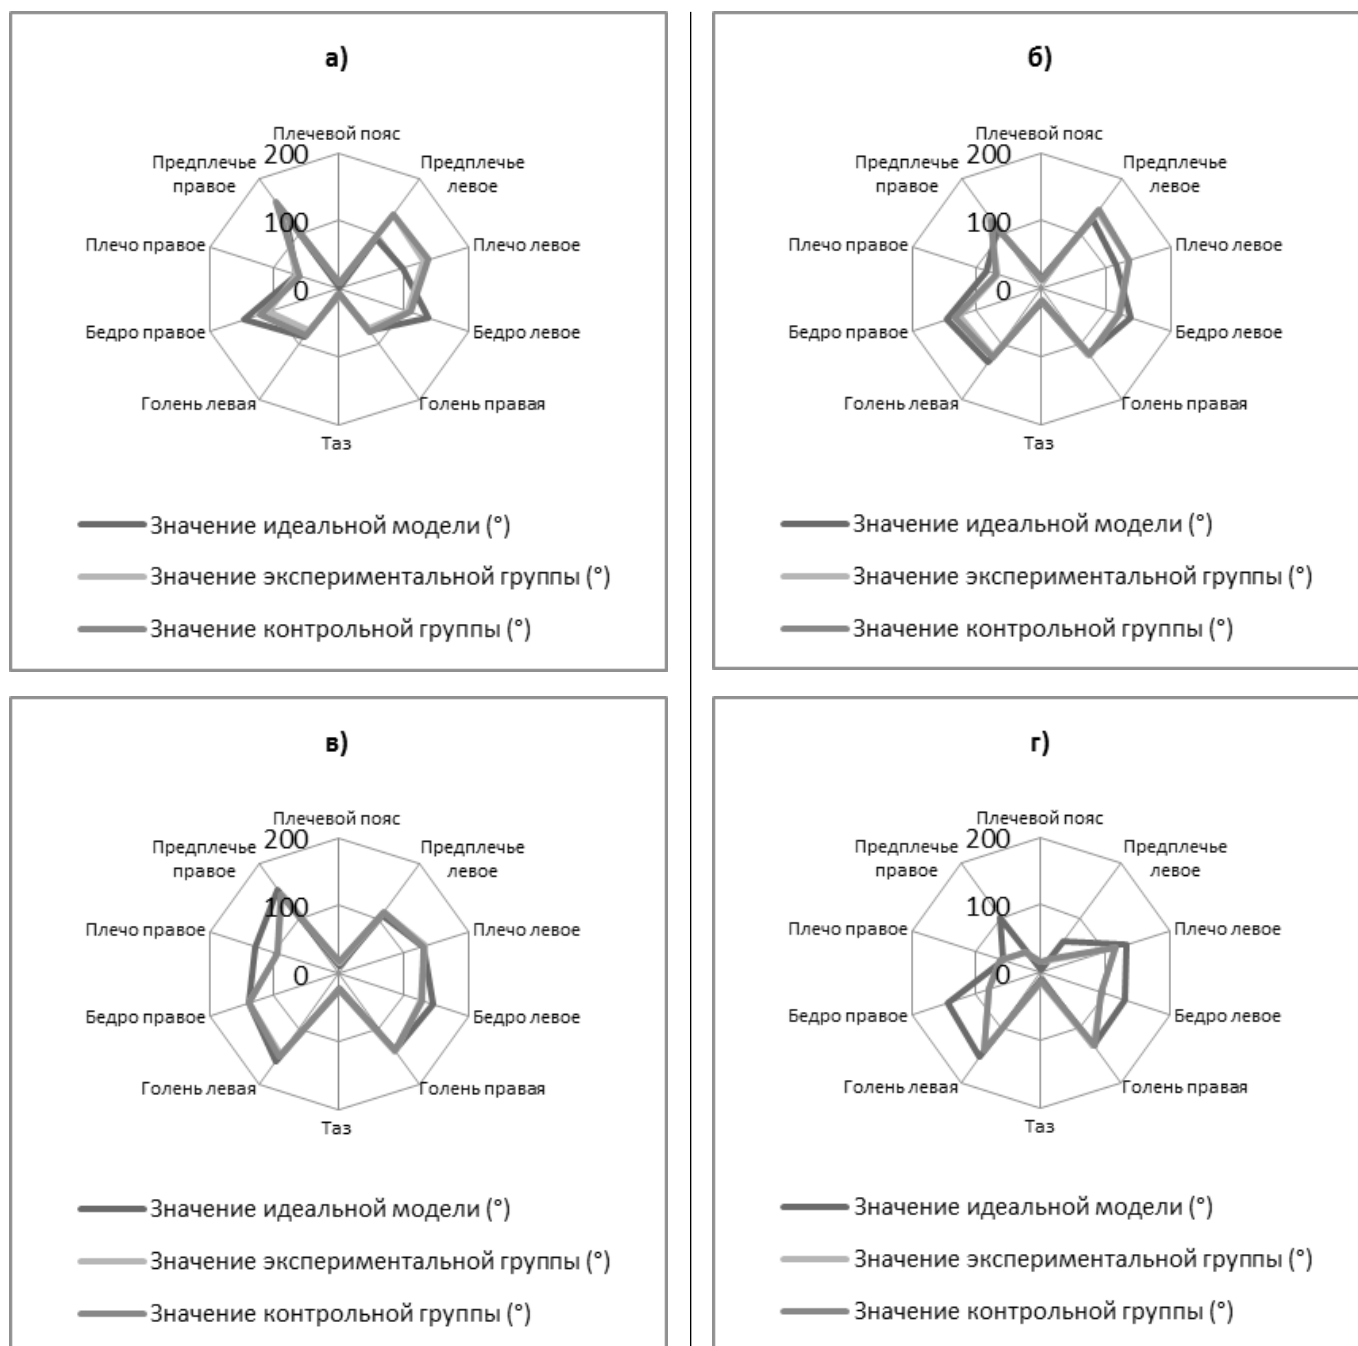 а)
Плечевой пояс
Предплечье
левое
Плечо левое
Бедро левое
Голень правая
Таз
Голень левая
Бедро правое
Плечо правое
Предплечье
правое
200
100
0
Значение идеальной модели (°)
Значение экспериментальной группы (°)
Значение контрольной группы (°)
б)
Плечевой пояс
Предплечье
левое
Плечо левое
Бедро левое
Голень правая
Таз
Голень левая
Бедро правое
Плечо правое
Предплечье
правое
200
100
0
Значение идеальной модели (°)
Значение экспериментальной группы (°)
Значение контрольной группы (°)
в)
Плечевой пояс
Предплечье
левое
Плечо левое
Бедро левое
Голень правая
Таз
Голень левая
Бедро правое
Плечо правое
Предплечье
правое
200
100
0
Значение идеальной модели (°)
Значение экспериментальной группы (°)
Значение контрольной группы (°)
г)
Плечевой пояс
Предплечье
левое
Плечо левое
Бедро левое
Голень правая
Таз
Голень левая
Бедро правое
Плечо правое
Предплечье
правое
200
100
0
Значение идеальной модели (°)
Значение экспериментальной группы (°)
Значение контрольной группы (°)